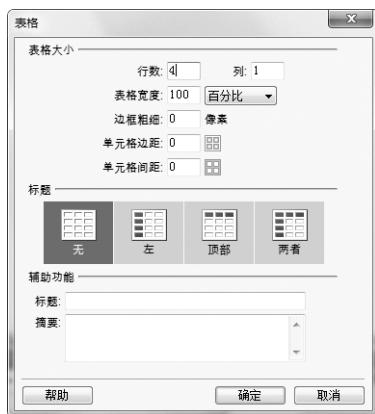 表格
表格大小
行数: 4 列: 1
表格宽度: 100 百分比
边框粗细: 0 像素
单元格边距: 0
单元格间距: 0
标题
无 左 顶部 两者
辅助功能
标题:
摘要:
帮助 确定 取消